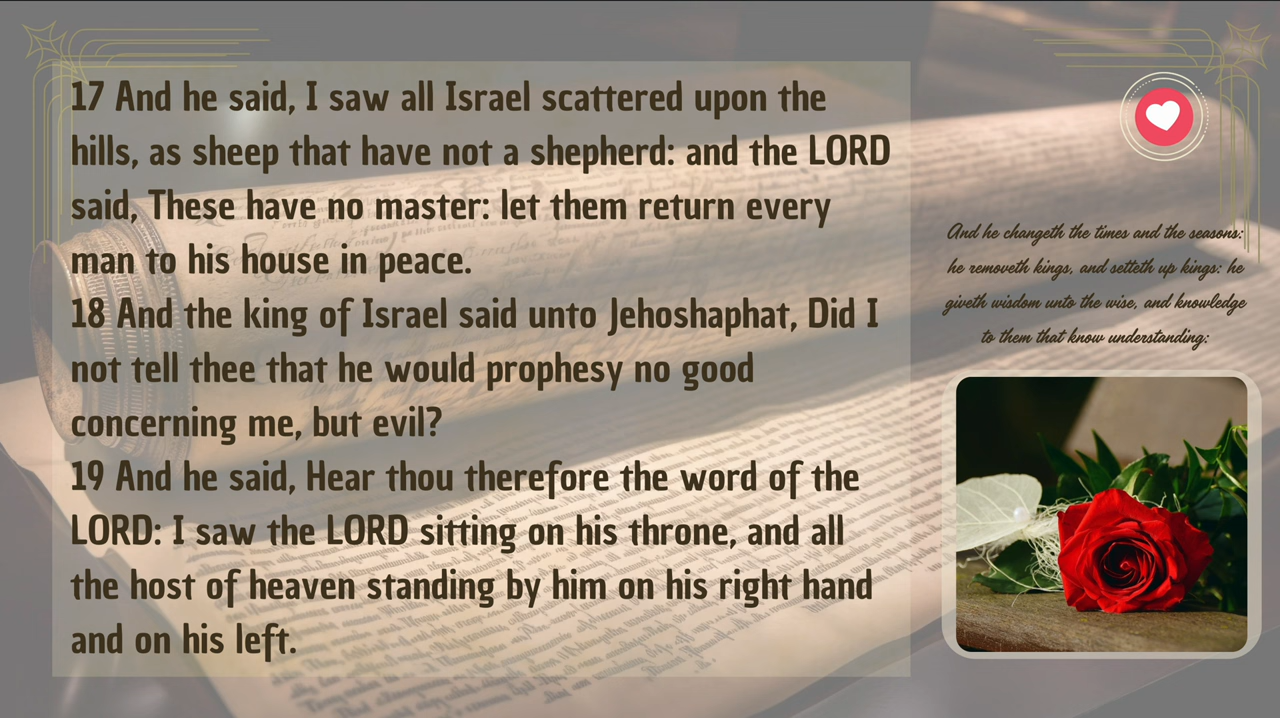 17 And he said, I saw all Israel scattered upon the
hills, as sheep that have not a shepherd: and the LORD
said, These have no master: let them return every
man to his house in peace.
18 And the king of Israel said unto Jehoshaphat, Did I
not tell thee that he would prophesy no good
concerning me, but evil?
19 And he said, Hear thou therefore the word of the
LORD: I saw the LORD sitting on his throne, and all
the host of heaven standing by him on his right hand
and on his left.
And he changeth the times and the seasons:
he removeth kings, and setteth up kings: he
giveth wisdom unto the wise, and knowledge
to them that know understanding: